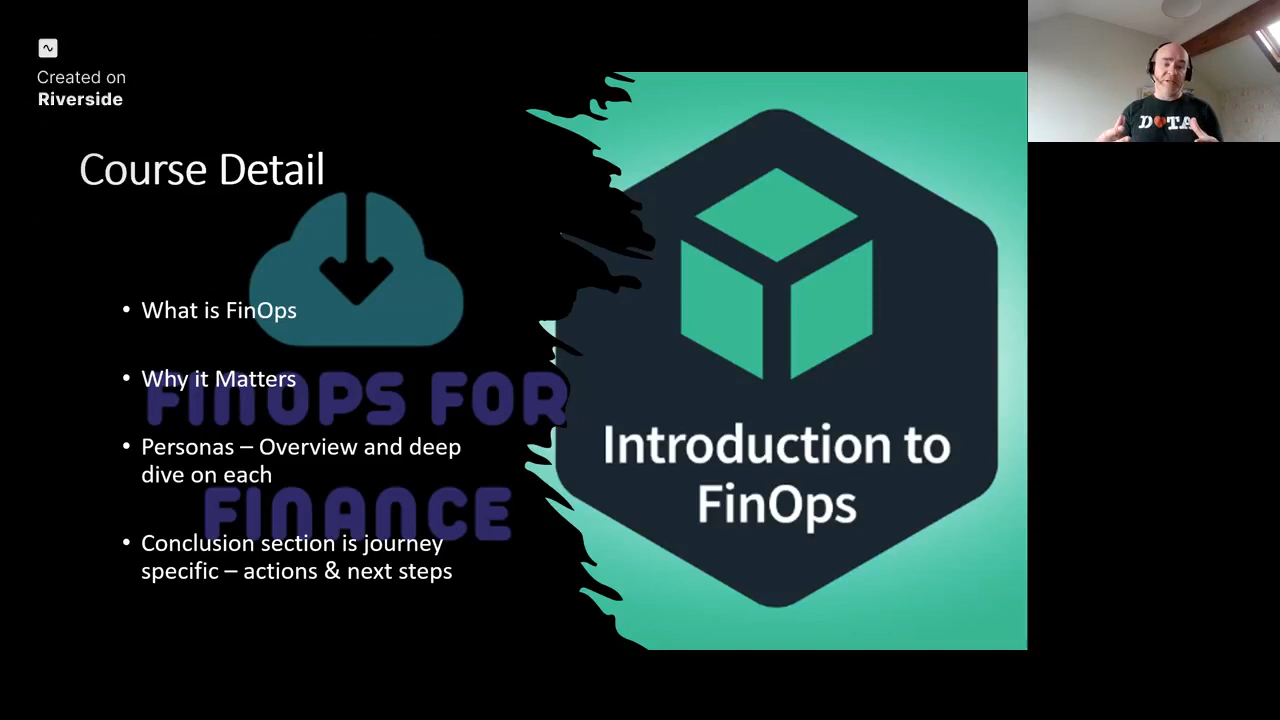 Created on
Riverside
Course Detail
• What is FinOps
• Why it Matters
• Personas – Overview and deep
dive on each
• Conclusion section is journey
specific – actions & next steps
FINOPS FOR
FINANCE
Introduction to
FinOps
D TA